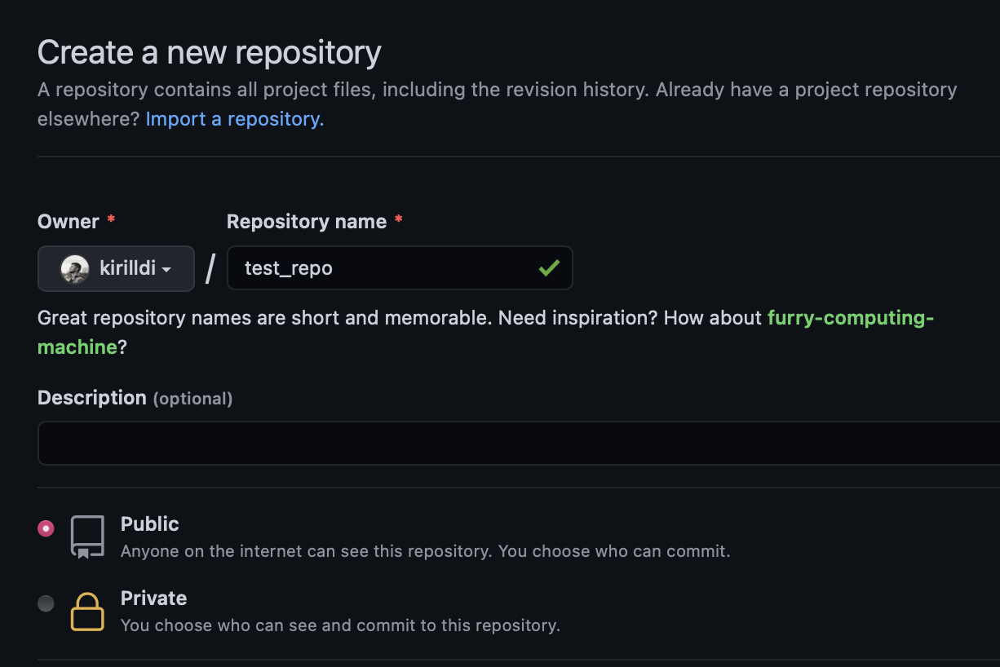 Create a new repository
A repository contains all project files, including the revision history. Already have a project repository
elsewhere? Import a repository.
Owner * Repository name *
kirilldi / test_repo
Great repository names are short and memorable. Need inspiration? How about furry-computing-
machine?
Description (optional)
Public
Anyone on the internet can see this repository. You choose who can commit.
Private
You choose who can see and commit to this repository.